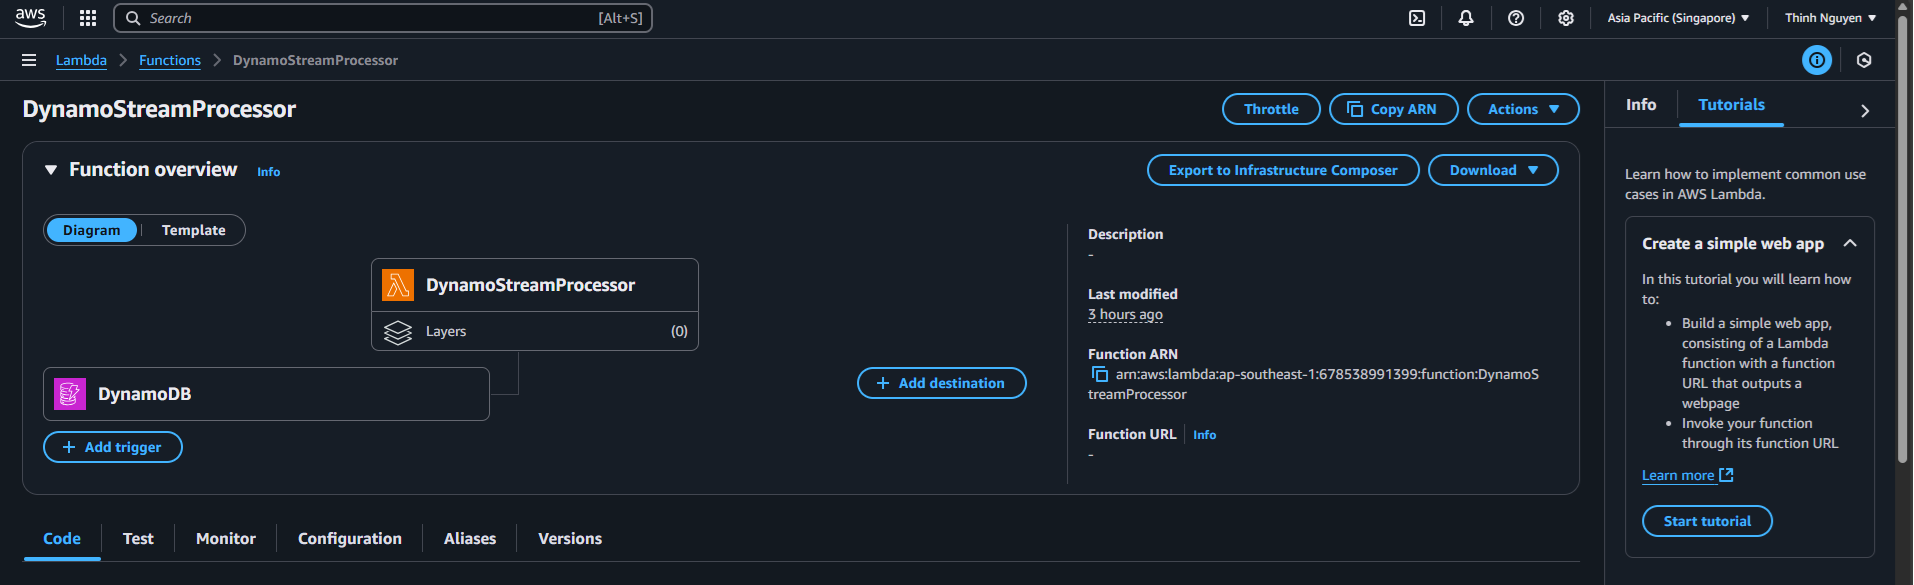 aws
Search [Alt+S]
Asia Pacific (Singapore) Thinh Nguyen
Lambda Functions DynamoStreamProcessor
DynamoStreamProcessor
Throttle Copy ARN Actions
Function overview Info
Export to Infrastructure Composer Download
Diagram Template
DynamoStreamProcessor
Layers (0)
DynamoDB
+ Add trigger
+ Add destination
Description
-
Last modified
3 hours ago
Function ARN
arn:aws:lambda:ap-southeast-1:678538991399:function:DynamoS
treamProcessor
Function URL Info
-
Code Test Monitor Configuration Aliases Versions
Info Tutorials
Learn how to implement common use
cases in AWS Lambda.
Create a simple web app
In this tutorial you will learn how
to:
• Build a simple web app,
consisting of a Lambda
function with a function
URL that outputs a
webpage
• Invoke your function
through its function URL
Learn more
Start tutorial